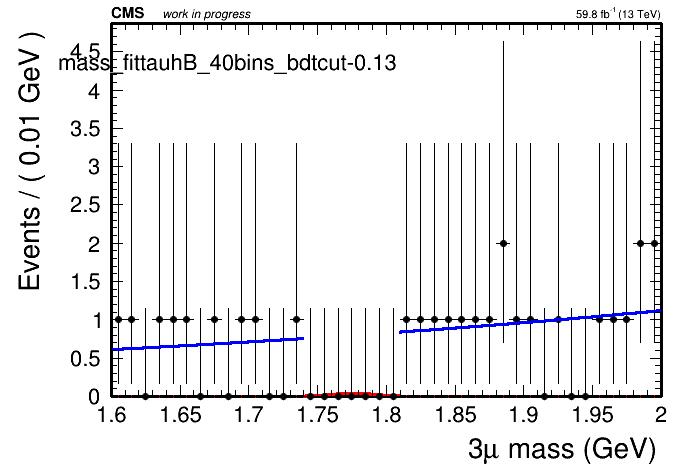 CMS work in progress 59.8 fb⁻¹ (13 TeV)
mass_fittauhB_40bins_bdtcut-0.13
Events / ( 0.01 GeV )
4.5
4
3.5
3
2.5
2
1.5
1
0.5
0
1.6 1.65 1.7 1.75 1.8 1.85 1.9 1.95 2
3μ mass (GeV)